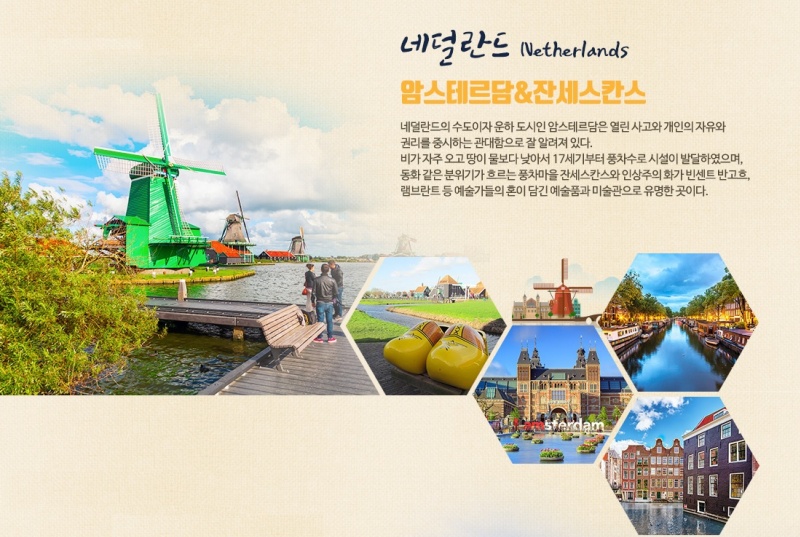 네덜란드 Netherlands
암스테르담&잔세스칸스
네덜란드의 수도이자 운하 도시인 암스테르담은 열린 사고와 개인의 자유와
권리를 중시하는 관대함으로 잘 알려져 있다.
비가 자주 오고 땅이 물보다 낮아서 17세기부터 풍차수로 시설이 발달하였으며,
동화 같은 분위기가 흐르는 풍차마을 잔세스칸스와 인상주의 화가 빈센트 반고흐,
램브란트 등 예술가들의 혼이 담긴 예술품과 미술관으로 유명한 곳이다.
I amsterdam